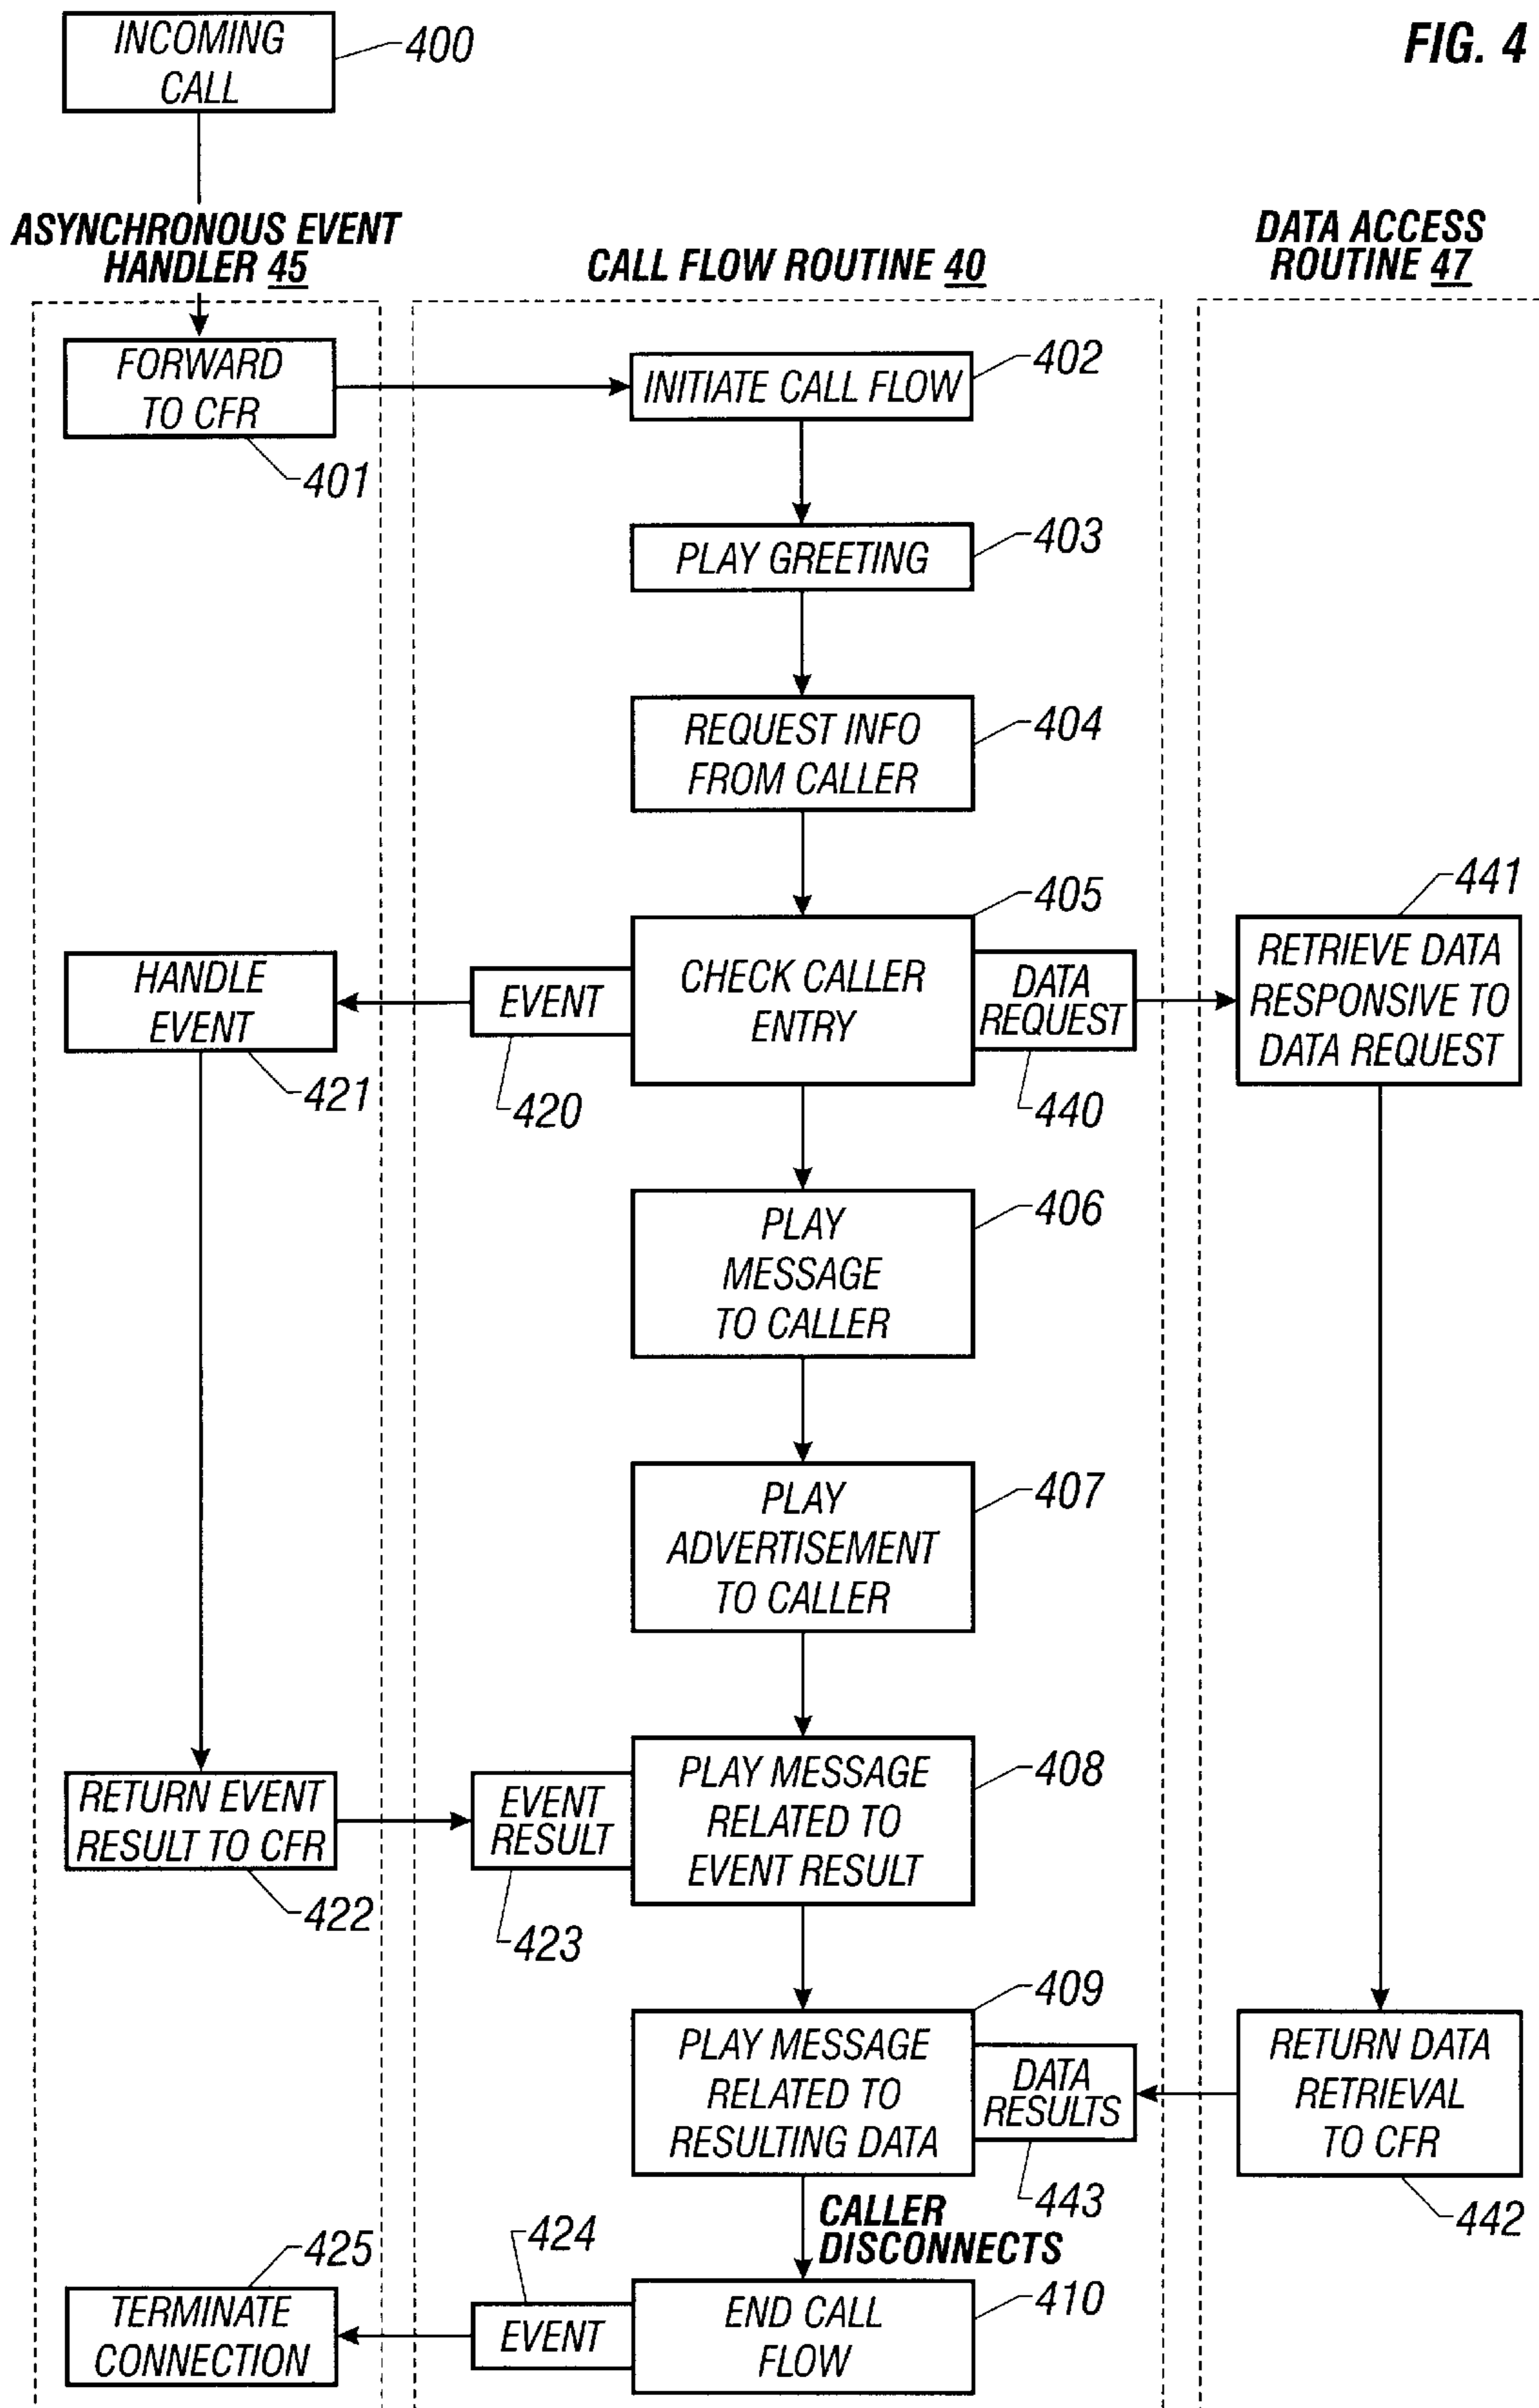 FIG. 4
INCOMING
CALL
400
ASYNCHRONOUS EVENT
HANDLER 45
CALL FLOW ROUTINE 40
DATA ACCESS
ROUTINE 47
FORWARD
TO CFR
401
INITIATE CALL FLOW
402
PLAY GREETING
403
REQUEST INFO
FROM CALLER
404
HANDLE
EVENT
421
EVENT
420
CHECK CALLER
ENTRY
405
DATA
REQUEST
440
RETRIEVE DATA
RESPONSIVE TO
DATA REQUEST
441
PLAY
MESSAGE
TO CALLER
406
PLAY
ADVERTISEMENT
TO CALLER
407
RETURN EVENT
RESULT TO CFR
422
EVENT
RESULT
423
PLAY MESSAGE
RELATED TO
EVENT RESULT
408
PLAY MESSAGE
RELATED TO
RESULTING DATA
409
DATA
RESULTS
443
RETURN DATA
RETRIEVAL
TO CFR
442
CALLER
DISCONNECTS
TERMINATE
CONNECTION
425
EVENT
424
END CALL
FLOW
410